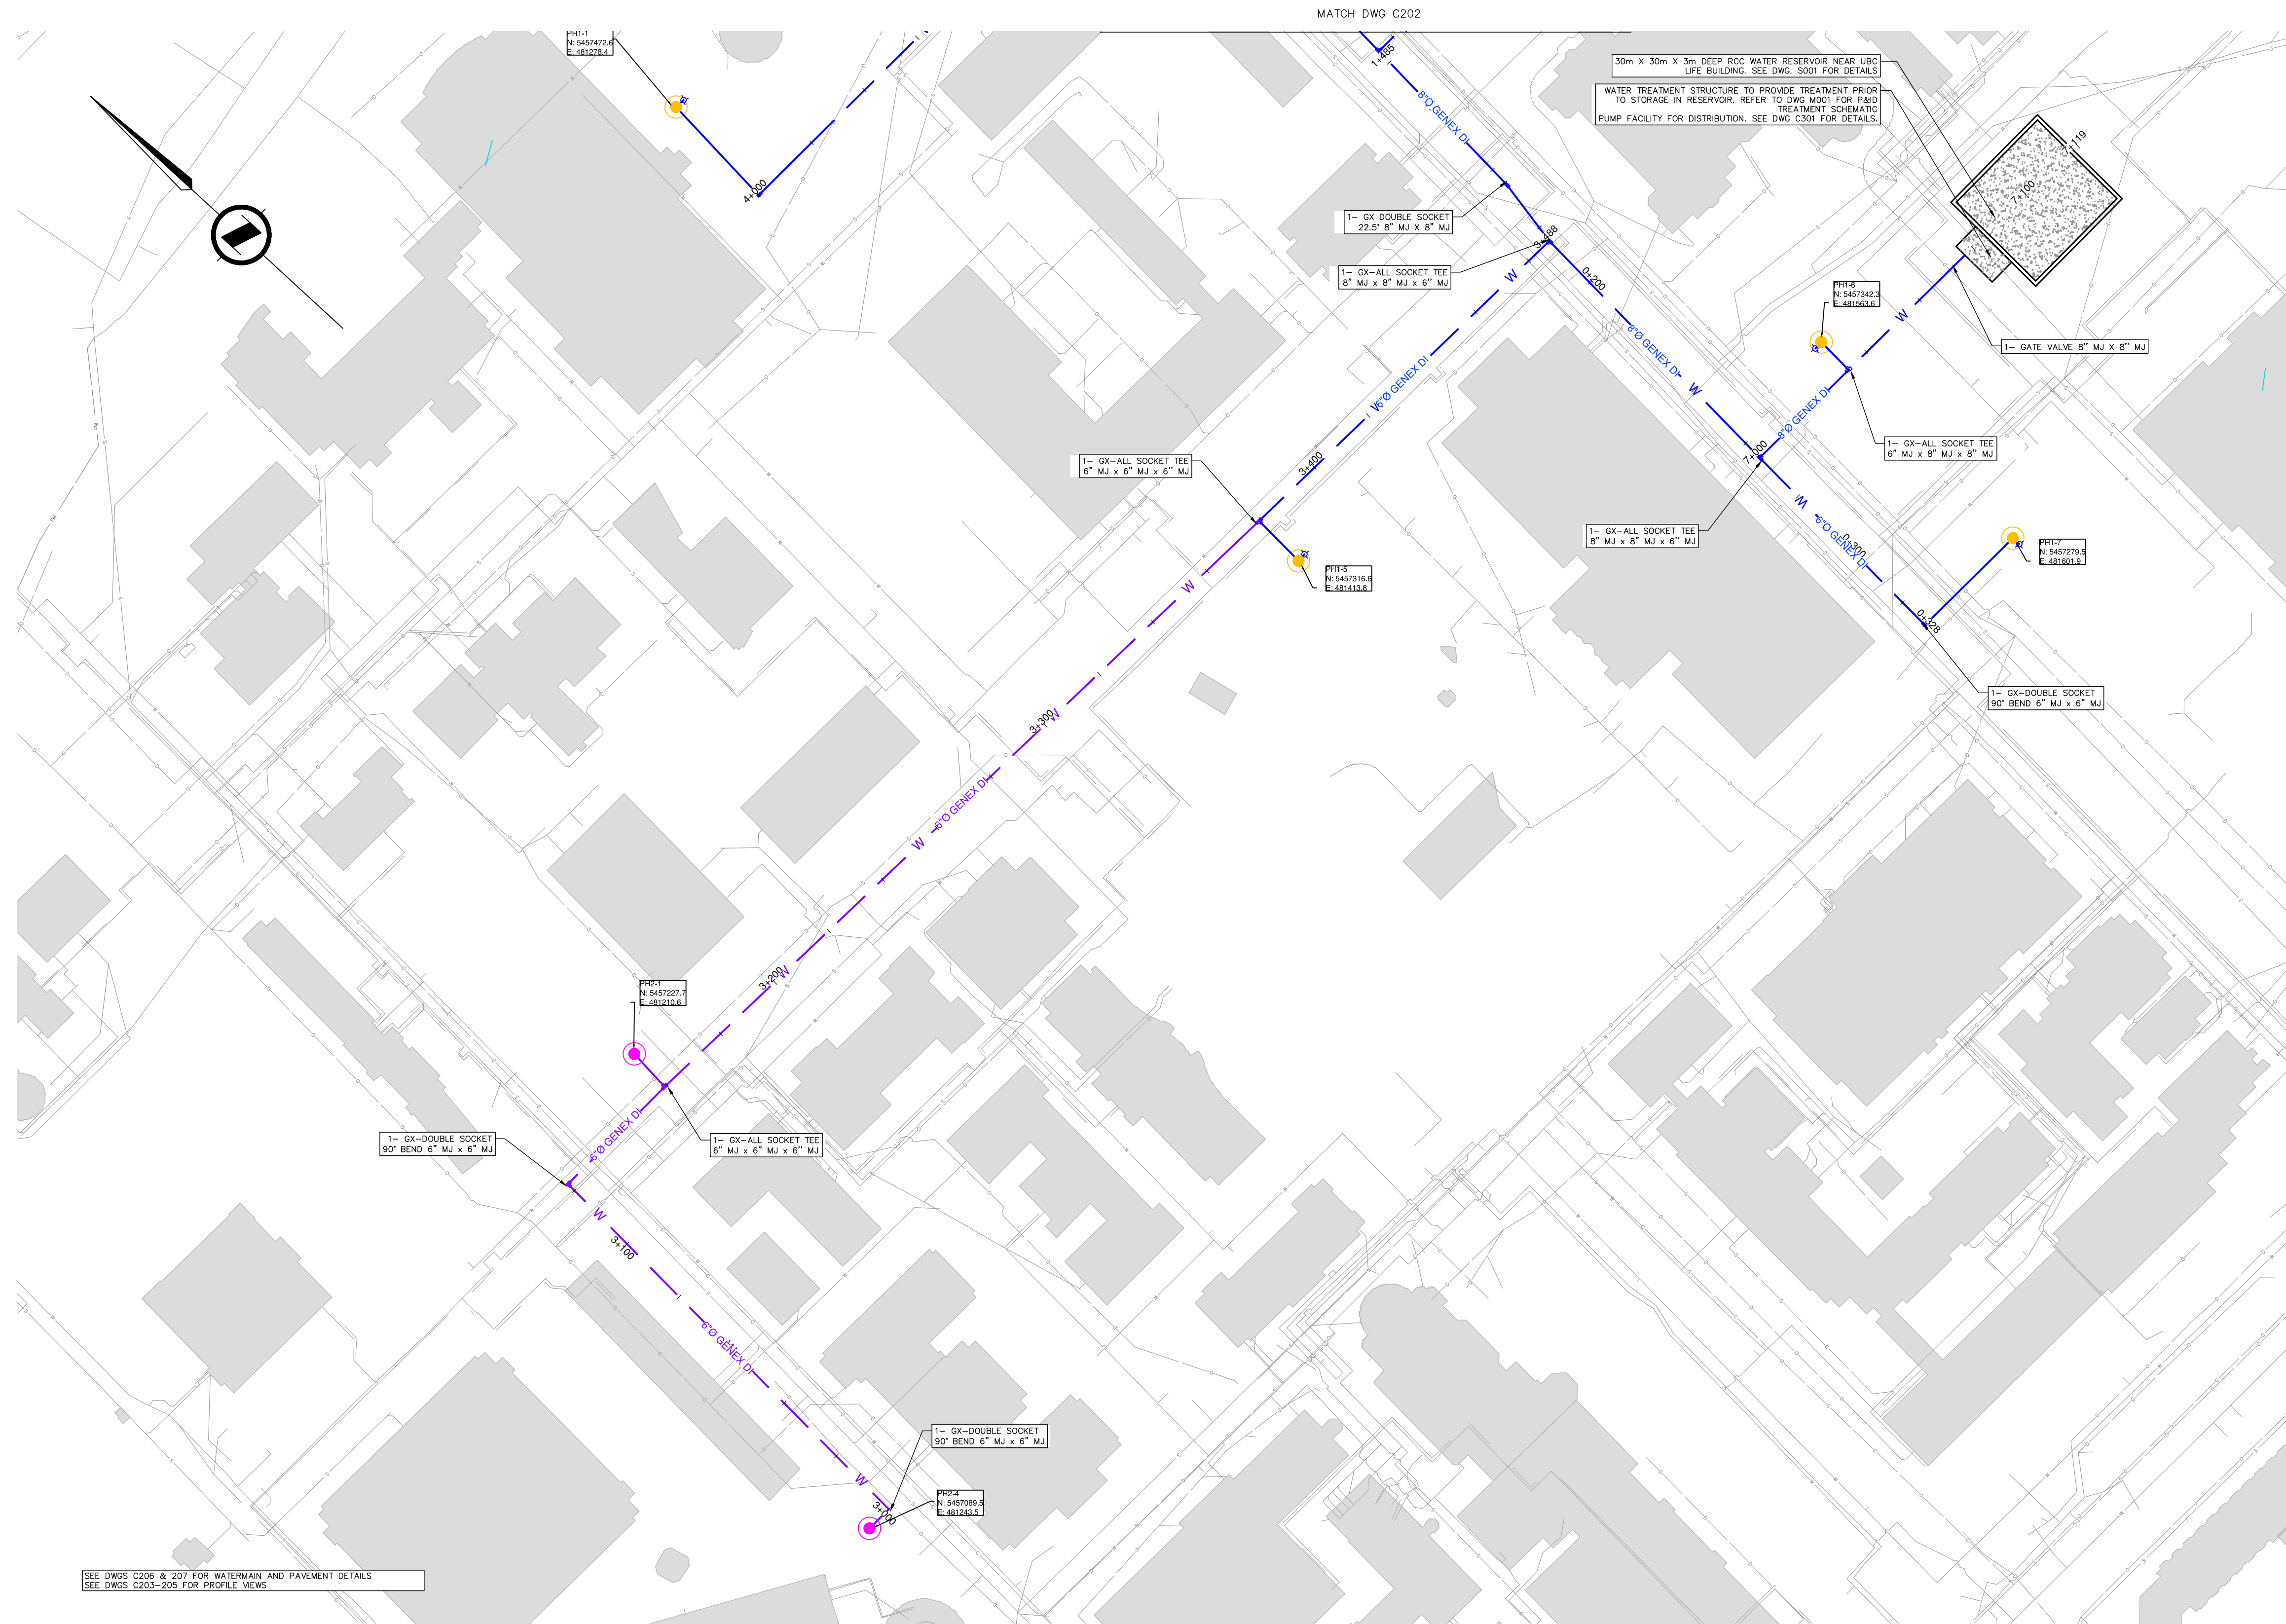 MATCH DWG C202
PH1-1
N: 5457472.6
E: 481278.4
4+000
1+485
8"Ø GENEX DI
30m X 30m X 3m DEEP RCC WATER RESERVOIR NEAR UBC
LIFE BUILDING. SEE DWG. S001 FOR DETAILS
WATER TREATMENT STRUCTURE TO PROVIDE TREATMENT PRIOR
TO STORAGE IN RESERVOIR. REFER TO DWG M001 FOR P&ID
TREATMENT SCHEMATIC
PUMP FACILITY FOR DISTRIBUTION. SEE DWG C301 FOR DETAILS.
7+119
7+100
1- GX DOUBLE SOCKET
22.5° 8" MJ X 8" MJ
3+488
1- GX-ALL SOCKET TEE
8" MJ x 8" MJ x 6" MJ
W
0+200
PH1-6
N: 5457342.3
E: 481563.6
W
1- GATE VALVE 8" MJ X 8" MJ
8"Ø GENEX DI
W
6"Ø GENEX DI
W
8"Ø GENEX DI
1- GX-ALL SOCKET TEE
6" MJ x 8" MJ x 8" MJ
7+000
1- GX-ALL SOCKET TEE
6" MJ x 6" MJ x 6" MJ
3+400
W
6"Ø GENEX DI
0+300
1- GX-ALL SOCKET TEE
8" MJ x 8" MJ x 6" MJ
PH1-7
N: 5457279.5
E: 481601.9
PH1-5
N: 5457316.6
E: 481413.8
W
0+328
1- GX-DOUBLE SOCKET
90° BEND 6" MJ x 6" MJ
3+300
W
6"Ø GENEX DI
W
3+200
W
PH2-1
N: 5457227.7
E: 481210.6
6"Ø GENEX DI
1- GX-DOUBLE SOCKET
90° BEND 6" MJ x 6" MJ
1- GX-ALL SOCKET TEE
6" MJ x 6" MJ x 6" MJ
W
3+100
6"Ø GENEX DI
W
1- GX-DOUBLE SOCKET
90° BEND 6" MJ x 6" MJ
W
3+000
PH2-4
N: 5457089.5
E: 481243.5
SEE DWGS C206 & 207 FOR WATERMAIN AND PAVEMENT DETAILS
SEE DWGS C203-205 FOR PROFILE VIEWS